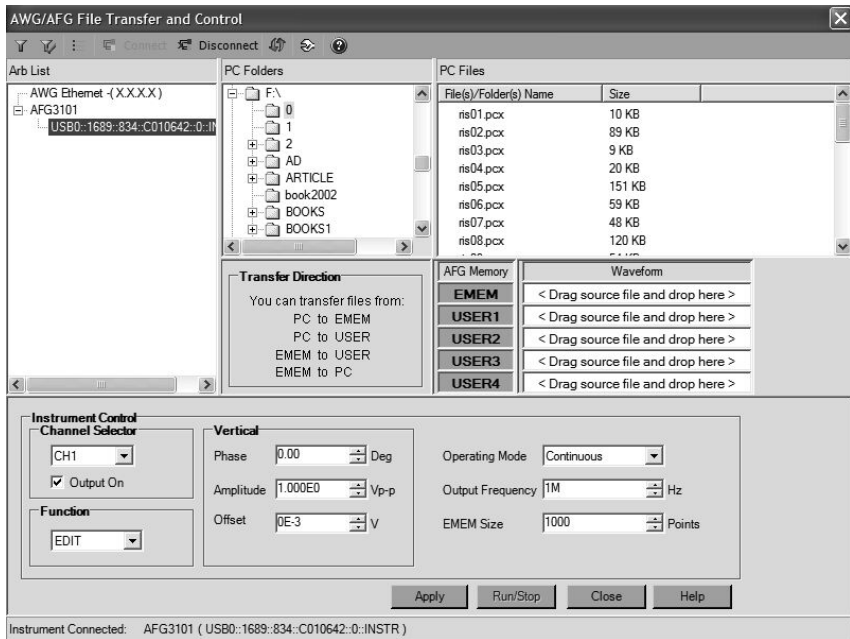 AWG/AFG File Transfer and Control
Connect Disconnect
Arb List
AWG Ethernet -( X.X.X.X )
AFG3101
USB0::1689::834::C010642::0::IN
PC Folders
F:\
0
1
2
AD
ARTICLE
book2002
BOOKS
BOOKS1
PC Files
File(s)/Folder(s) Name Size
ris01.pcx 10 KB
ris02.pcx 89 KB
ris03.pcx 9 KB
ris04.pcx 20 KB
ris05.pcx 151 KB
ris06.pcx 59 KB
ris07.pcx 48 KB
ris08.pcx 120 KB
Transfer Direction
You can transfer files from:
PC to EMEM
PC to USER
EMEM to USER
EMEM to PC
AFG Memory Waveform
EMEM < Drag source file and drop here >
USER1 < Drag source file and drop here >
USER2 < Drag source file and drop here >
USER3 < Drag source file and drop here >
USER4 < Drag source file and drop here >
Instrument Control
Channel Selector
CH1
Output On
Function
EDIT
Vertical
Phase 0.00 Deg
Amplitude 1.000E0 Vp-p
Offset 0E-3 V
Operating Mode Continuous
Output Frequency 1M Hz
EMEM Size 1000 Points
Apply Run/Stop Close Help
Instrument Connected: AFG3101 ( USB0::1689::834::C010642::0::INSTR )